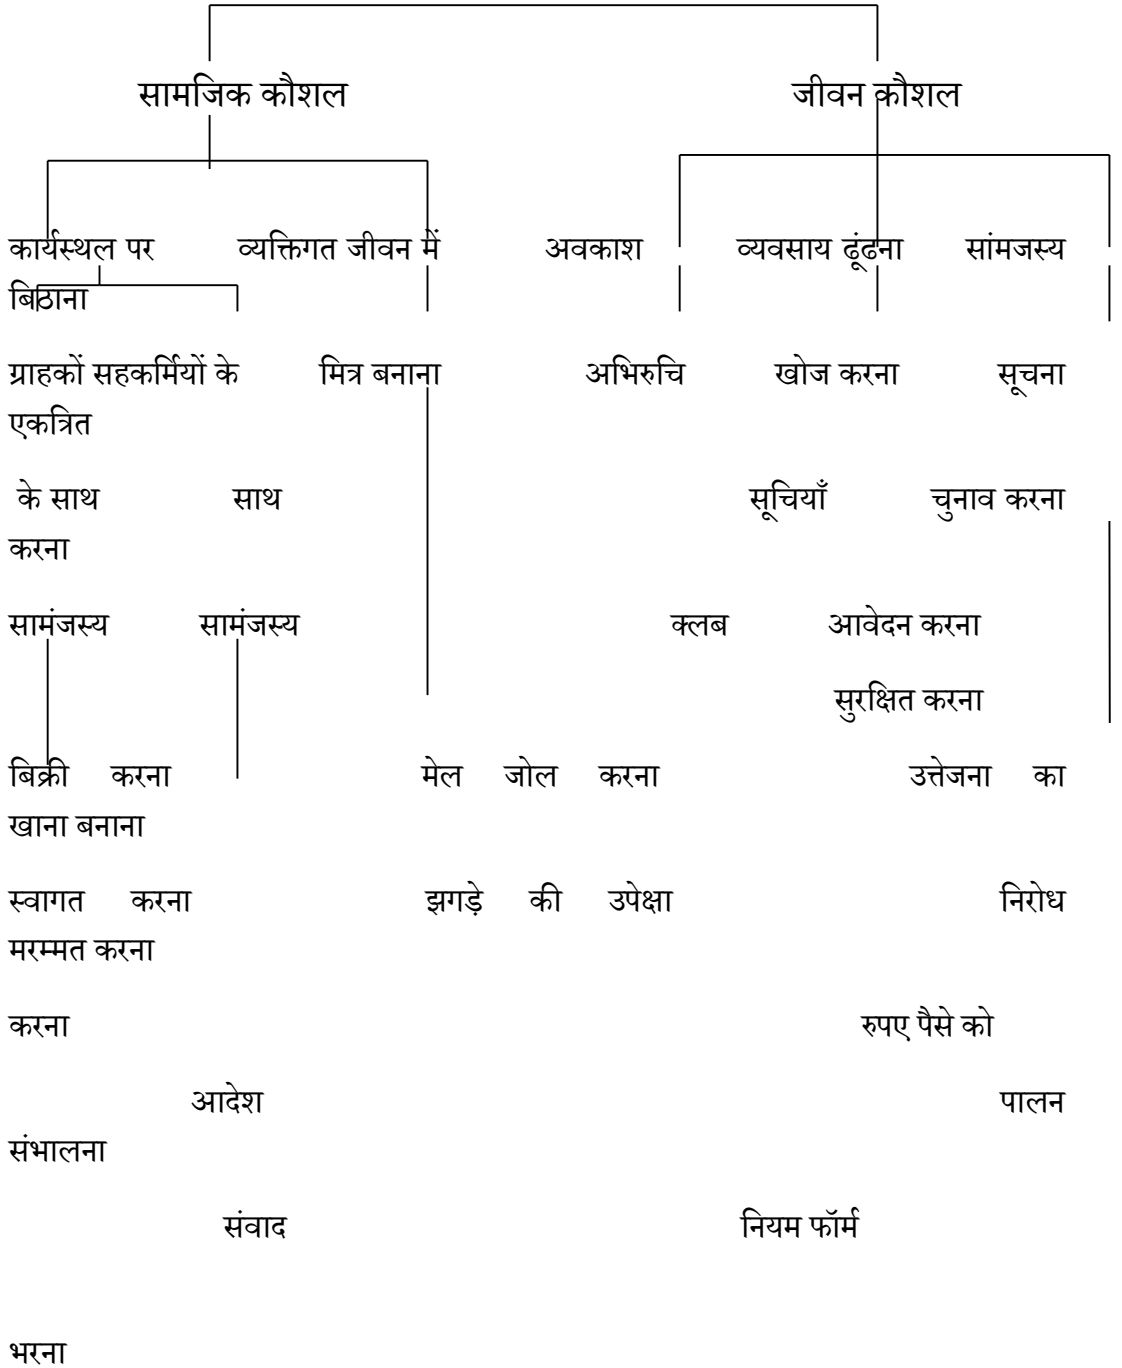 सामजिक कौशल जीवन कौशल
कार्यस्थल पर व्यक्तिगत जीवन में अवकाश व्यवसाय ढूंढना सांमजस्य
बिठाना
ग्राहकों सहकर्मियों के मित्र बनाना अभिरुचि खोज करना सूचना
एकत्रित
के साथ साथ सूचियाँ चुनाव करना
करना
सामंजस्य सामंजस्य क्लब आवेदन करना
सुरक्षित करना
बिक्री करना मेल जोल करना उत्तेजना का
खाना बनाना
स्वागत करना झगड़े की उपेक्षा निरोध
मरम्मत करना
करना रुपए पैसे को
आदेश पालन
संभालना
संवाद नियम फॉर्म
भरना